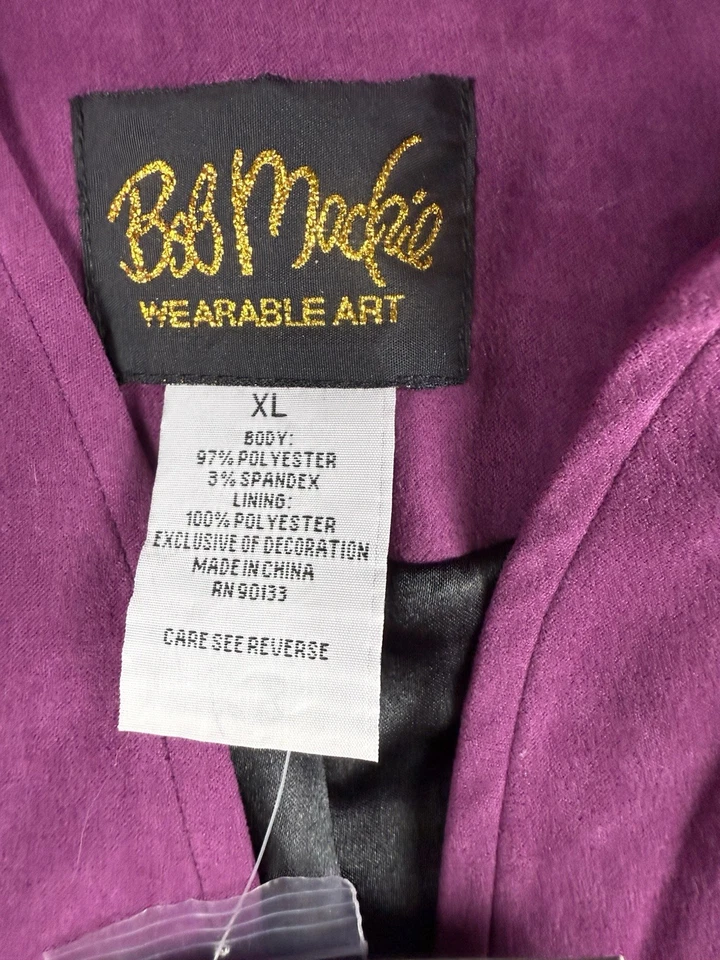 Bob Mackie
WEARABLE ART
XL
BODY:
97% POLYESTER
3% SPANDEX
LINING:
100% POLYESTER
EXCLUSIVE OF DECORATION
MADE IN CHINA
RN 90133
CARE SEE REVERSE